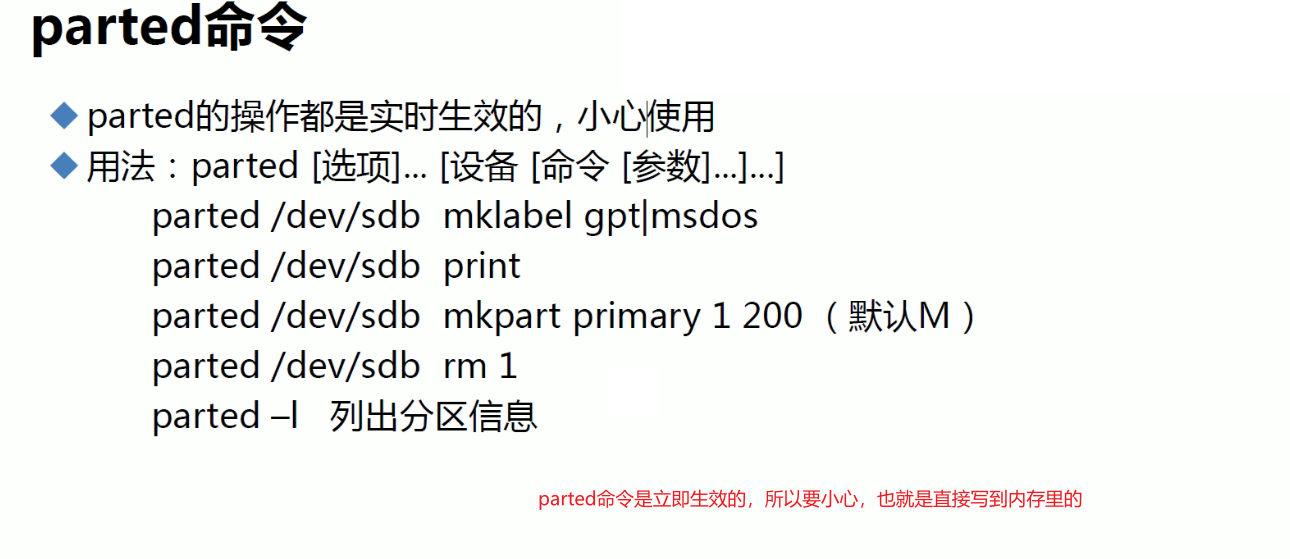 parted命令
parted的操作都是实时生效的，小心使用
用法：parted [选项]... [设备 [命令 [参数]...]...]
parted /dev/sdb mklabel gpt|msdos
parted /dev/sdb print
parted /dev/sdb mkpart primary 1 200 （默认M）
parted /dev/sdb rm 1
parted –l 列出分区信息
parted命令是立即生效的，所以要小心，也就是直接写到内存里的